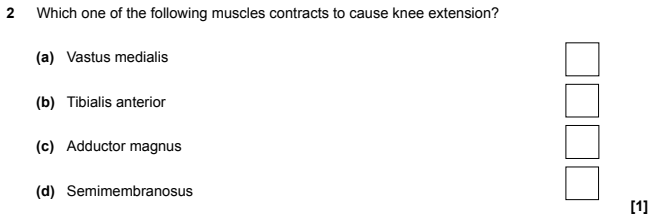 2 Which one of the following muscles contracts to cause knee extension?
(a) Vastus medialis
(b) Tibialis anterior
(c) Adductor magnus
(d) Semimembranosus
[1]